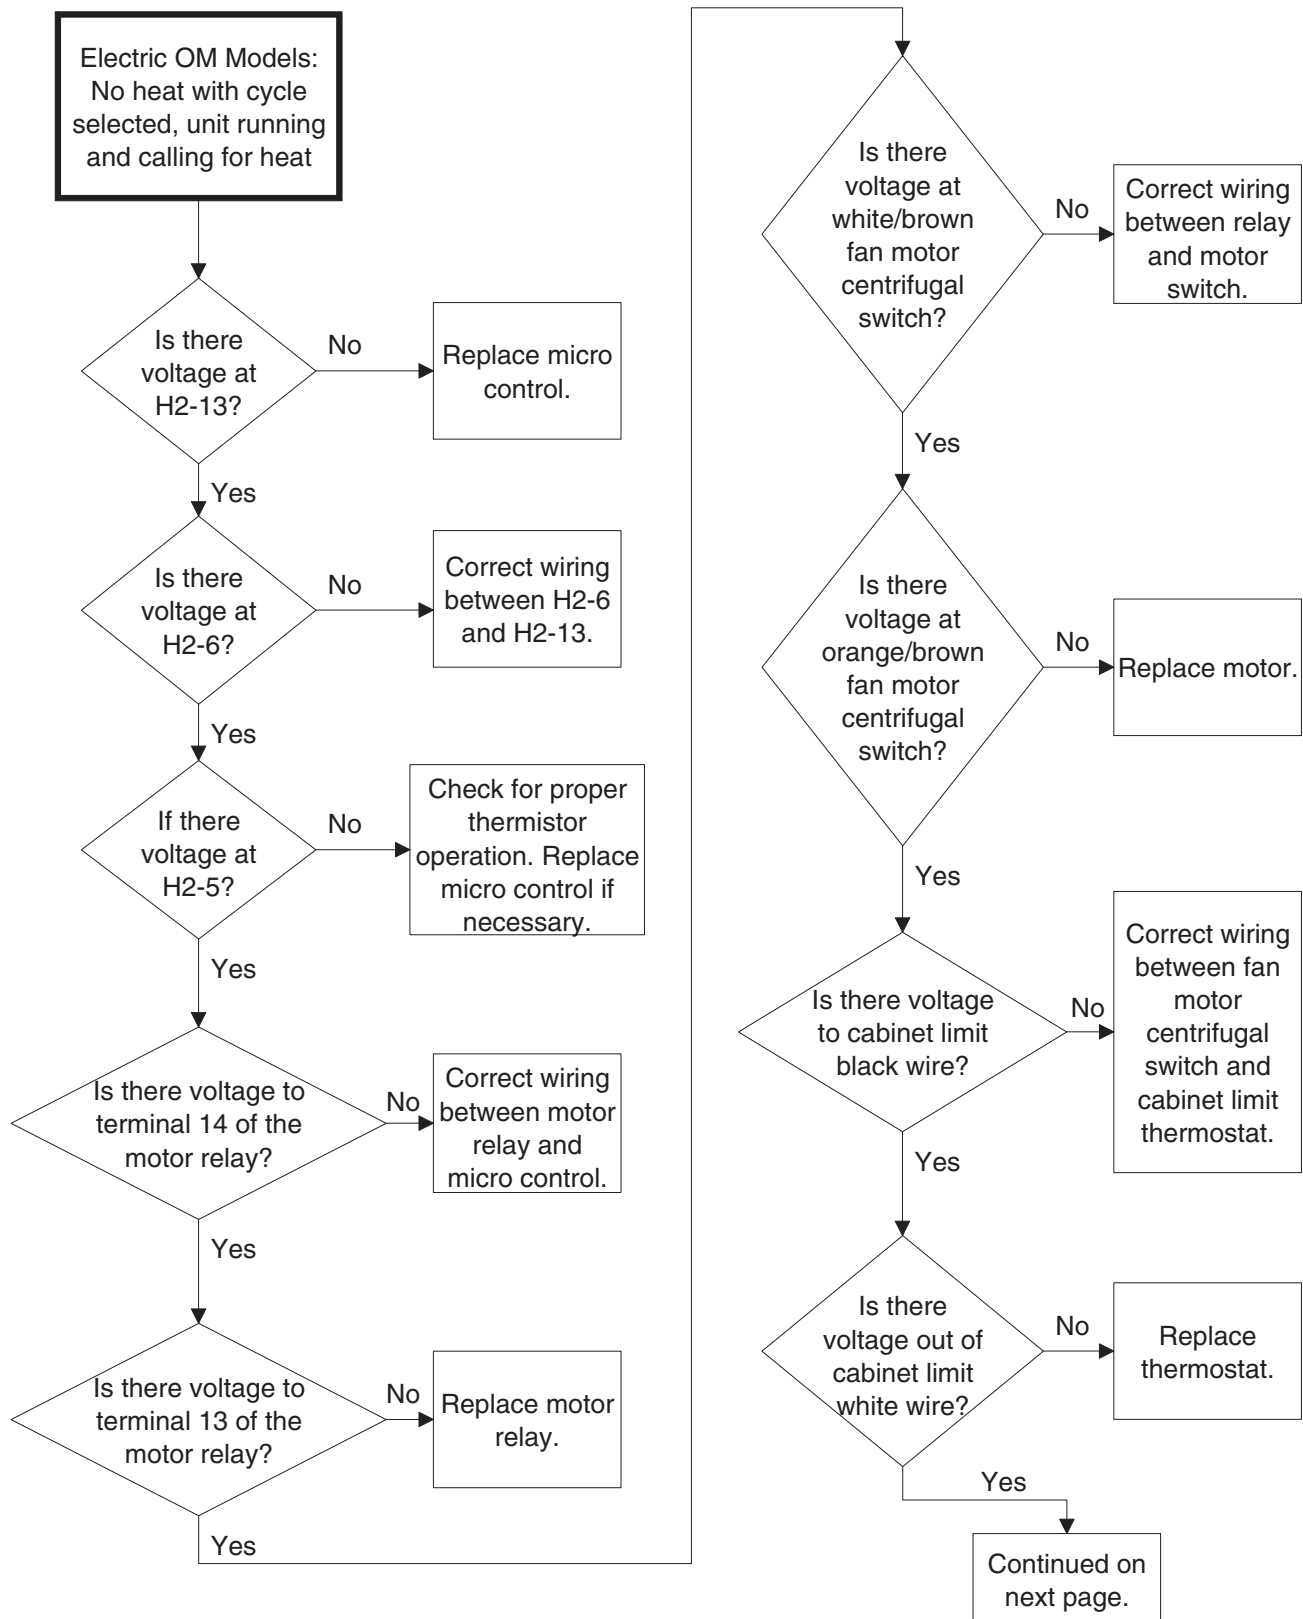 Electric OM Models:
No heat with cycle
selected, unit running
and calling for heat
Is there
voltage at
H2-13?
No
Replace micro
control.
Yes
Is there
voltage at
H2-6?
No
Correct wiring
between H2-6
and H2-13.
Yes
If there
voltage at
H2-5?
No
Check for proper
thermistor
operation. Replace
micro control if
necessary.
Yes
Is there voltage to
terminal 14 of the
motor relay?
No
Correct wiring
between motor
relay and
micro control.
Yes
Is there voltage to
terminal 13 of the
motor relay?
No
Replace motor
relay.
Yes
Is there
voltage at
white/brown
fan motor
centrifugal
switch?
No
Correct wiring
between relay
and motor
switch.
Yes
Is there
voltage at
orange/brown
fan motor
centrifugal
switch?
No
Replace motor.
Yes
Is there voltage
to cabinet limit
black wire?
No
Correct wiring
between fan
motor
centrifugal
switch and
cabinet limit
thermostat.
Yes
Is there
voltage out of
cabinet limit
white wire?
No
Replace
thermostat.
Yes
Continued on
next page.